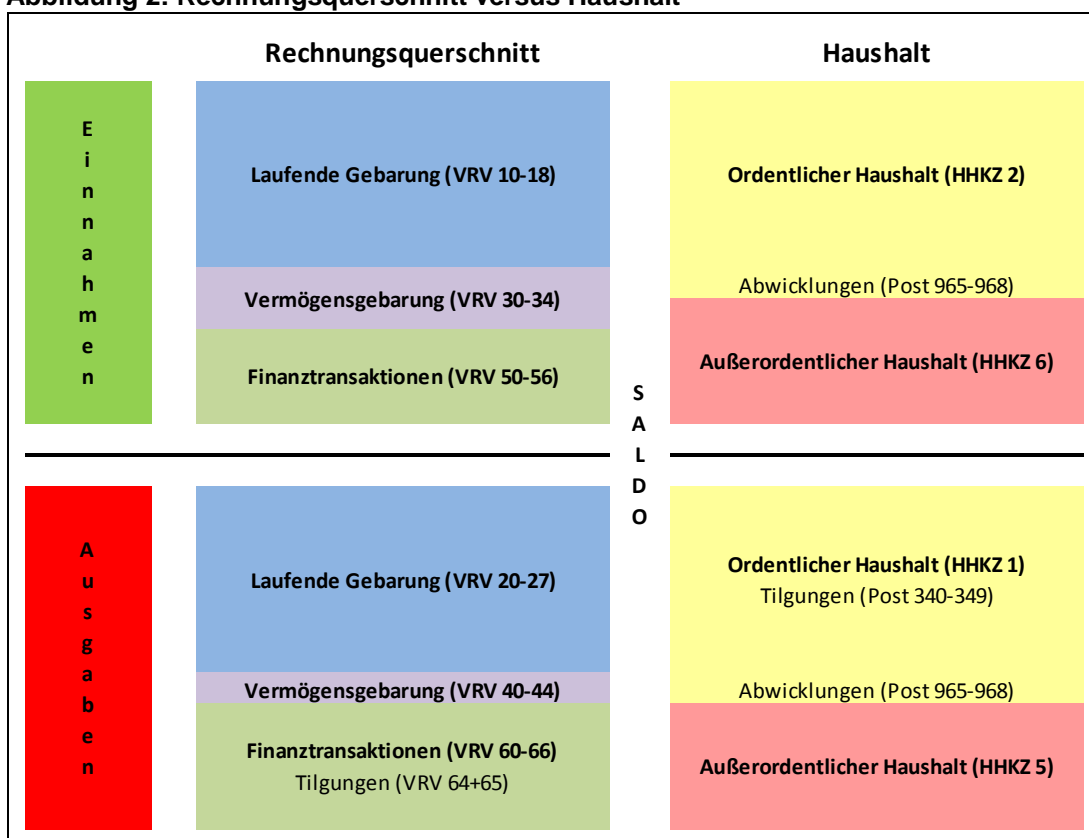 Abbildung 2: Rechnungsquerschnitt versus Haushalt
Rechnungsquerschnitt
Haushalt
Einnahmen
Laufende Gebarung (VRV 10-18)
Vermögensgebarung (VRV 30-34)
Finanztransaktionen (VRV 50-56)
Ordentlicher Haushalt (HHKZ 2)
Abwicklungen (Post 965-968)
Außerordentlicher Haushalt (HHKZ 6)
SALDO
Ausgaben
Laufende Gebarung (VRV 20-27)
Vermögensgebarung (VRV 40-44)
Finanztransaktionen (VRV 60-66)
Tilgungen (VRV 64+65)
Ordentlicher Haushalt (HHKZ 1)
Tilgungen (Post 340-349)
Abwicklungen (Post 965-968)
Außerordentlicher Haushalt (HHKZ 5)